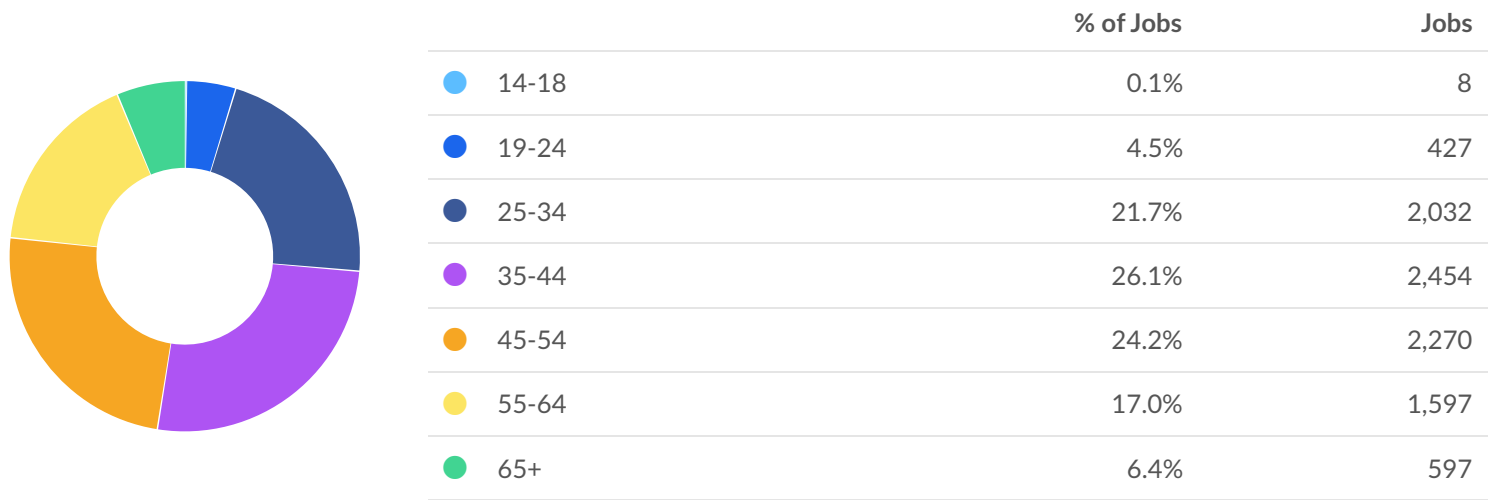 % of Jobs Jobs
14-18 0.1% 8
19-24 4.5% 427
25-34 21.7% 2,032
35-44 26.1% 2,454
45-54 24.2% 2,270
55-64 17.0% 1,597
65+ 6.4% 597